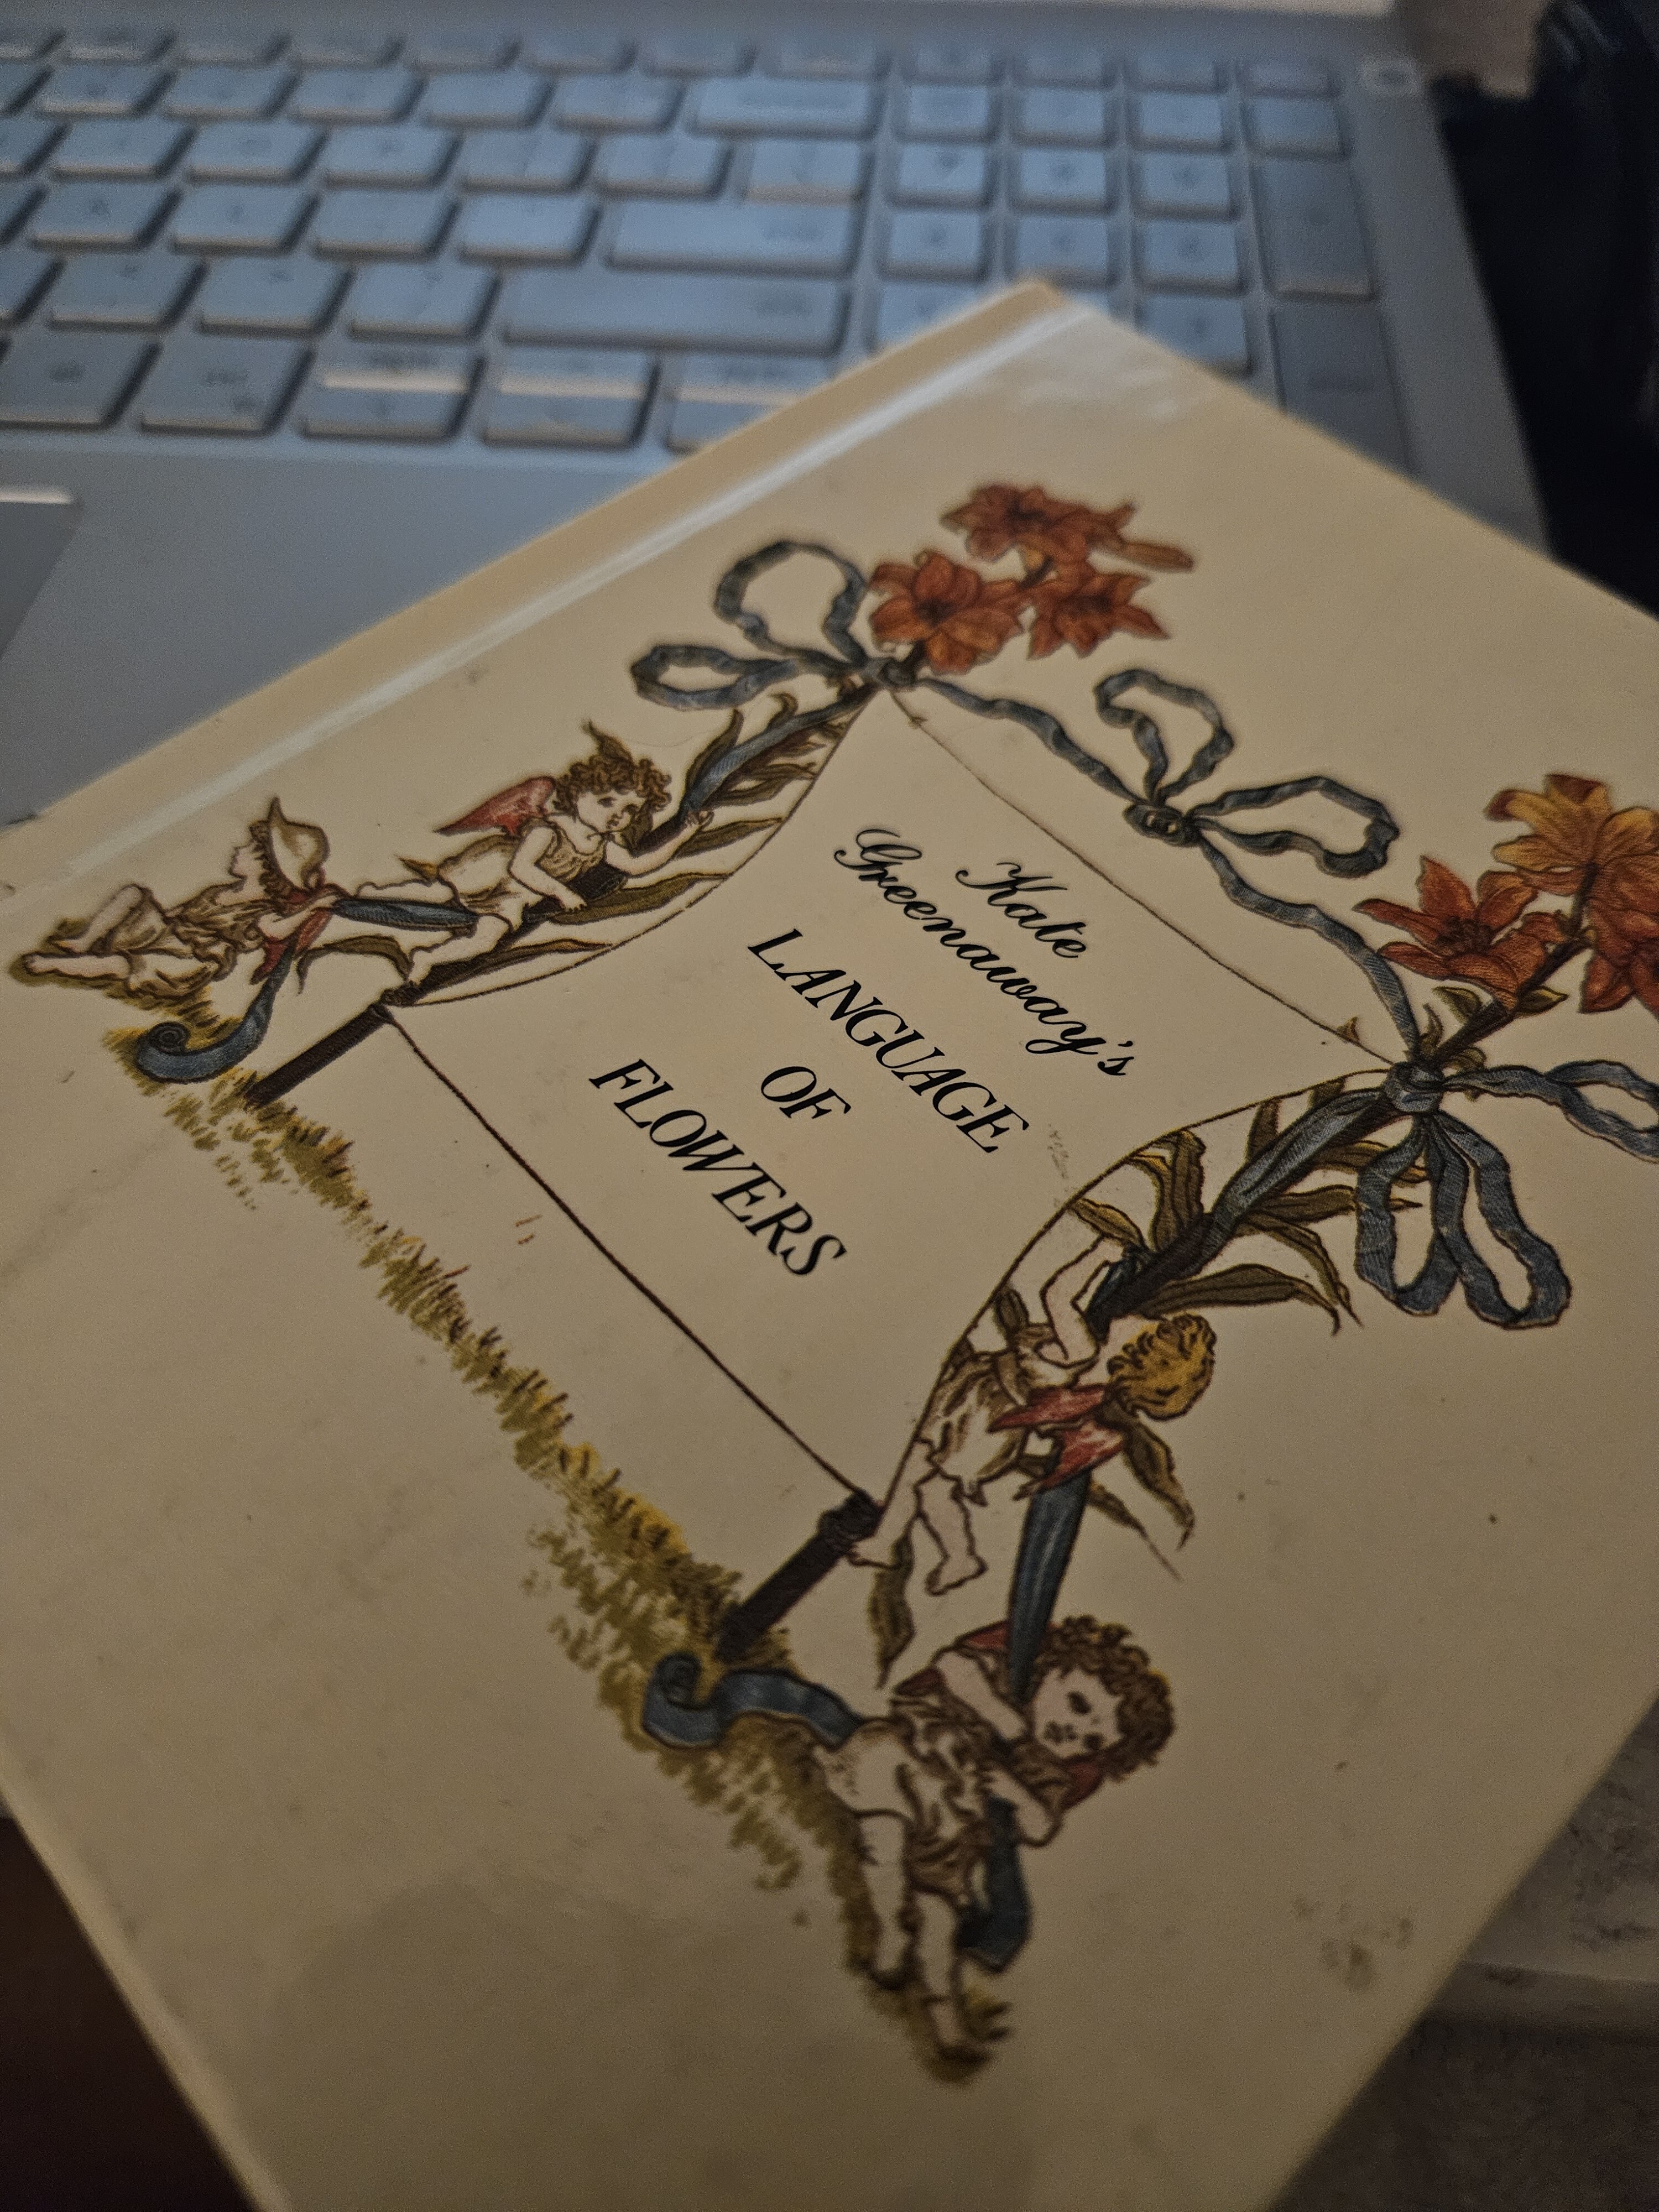 Kate
Greenaway's
LANGUAGE
OF
FLOWERS